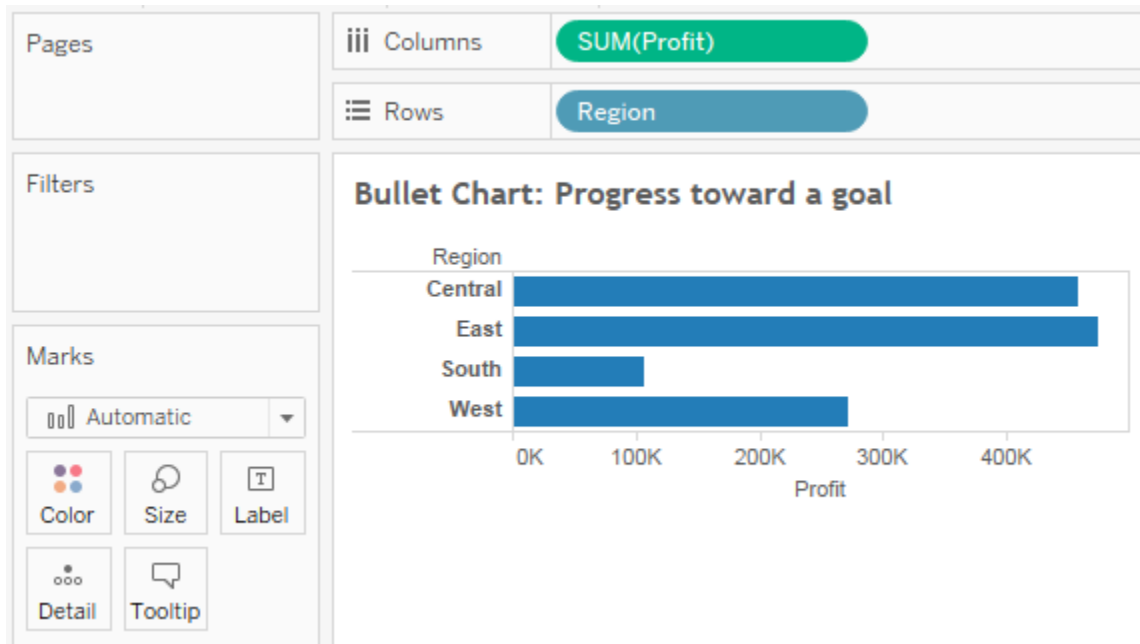 Pages
Columns
SUM(Profit)
Rows
Region
Filters
Bullet Chart: Progress toward a goal
Region
Central
East
South
West
0K 100K 200K 300K 400K
Profit
Marks
Automatic
Color Size T Label
Detail Tooltip